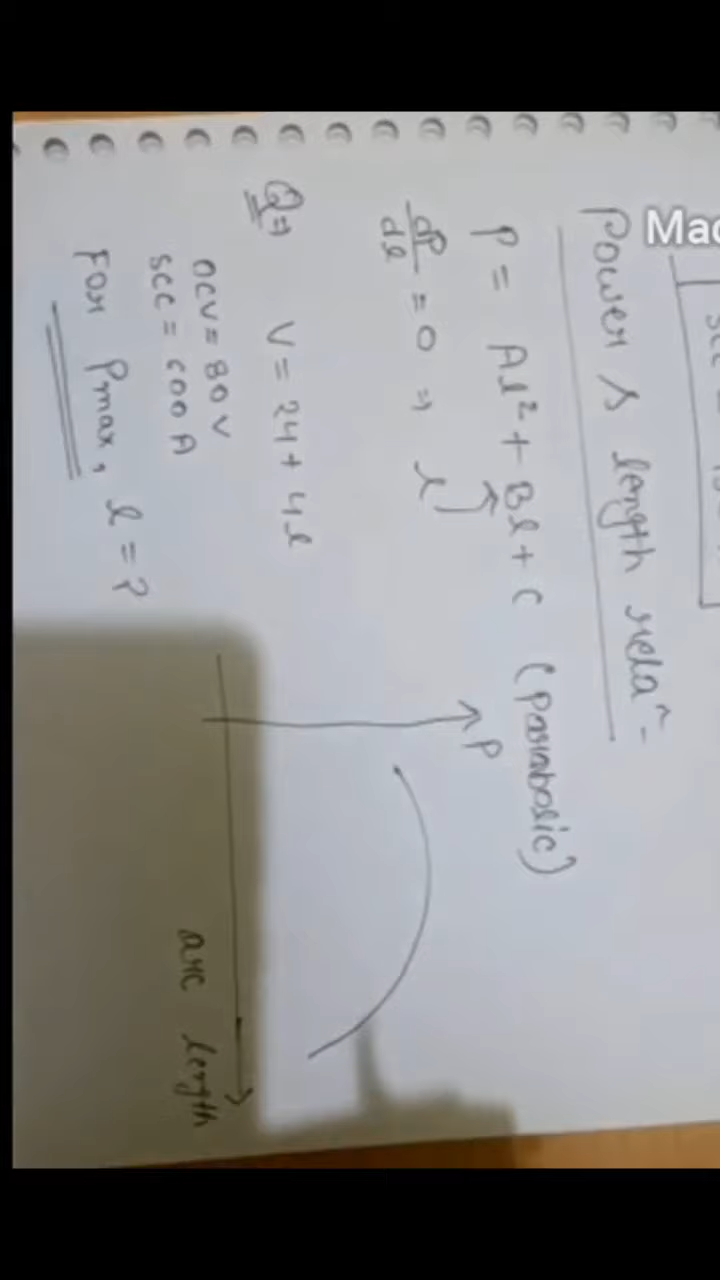 Mac
Power & length relaⁿ -
P = Al² + Bl + C (Parabolic)
dP/dl = 0 ⇒ l
P
Q⇒ V = 24 + 4l
OCV = 80 V
SCC = 600 A
For Pmax, l = ?
arc length